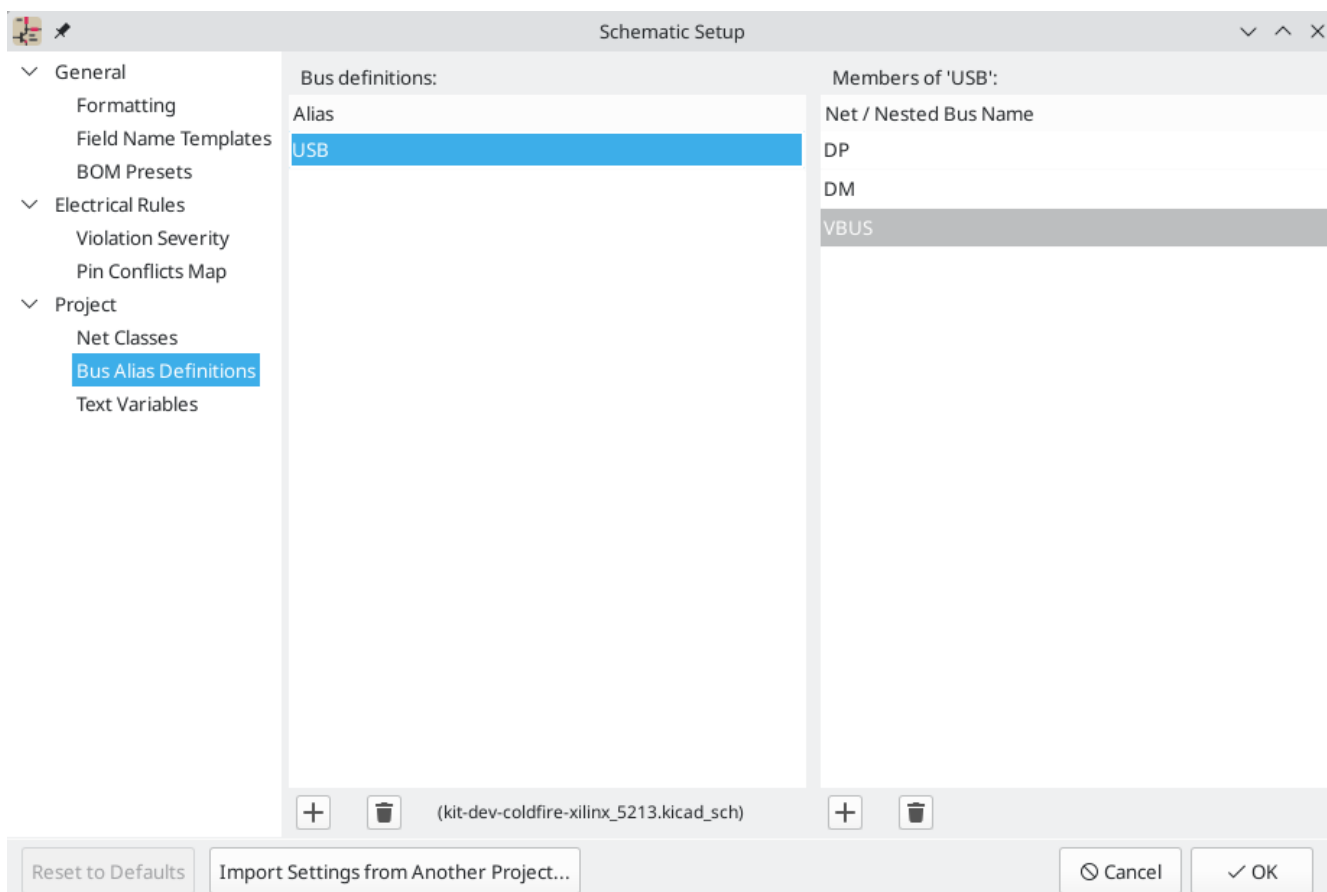 Schematic Setup
General
Formatting
Field Name Templates
BOM Presets
Electrical Rules
Violation Severity
Pin Conflicts Map
Project
Net Classes
Bus Alias Definitions
Text Variables
Bus definitions:
Alias
USB
(kit-dev-coldfire-xilinx_5213.kicad_sch)
Members of 'USB':
Net / Nested Bus Name
DP
DM
VBUS
Reset to Defaults
Import Settings from Another Project...
Cancel
OK